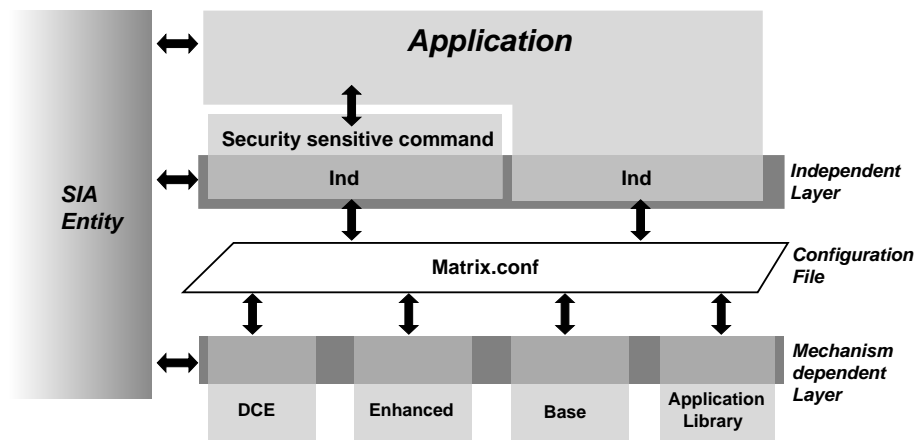 Application
Security sensitive command
Ind
Ind
Independent
Layer
SIA
Entity
Matrix.conf
Configuration
File
Mechanism
dependent
Layer
DCE
Enhanced
Base
Application
Library